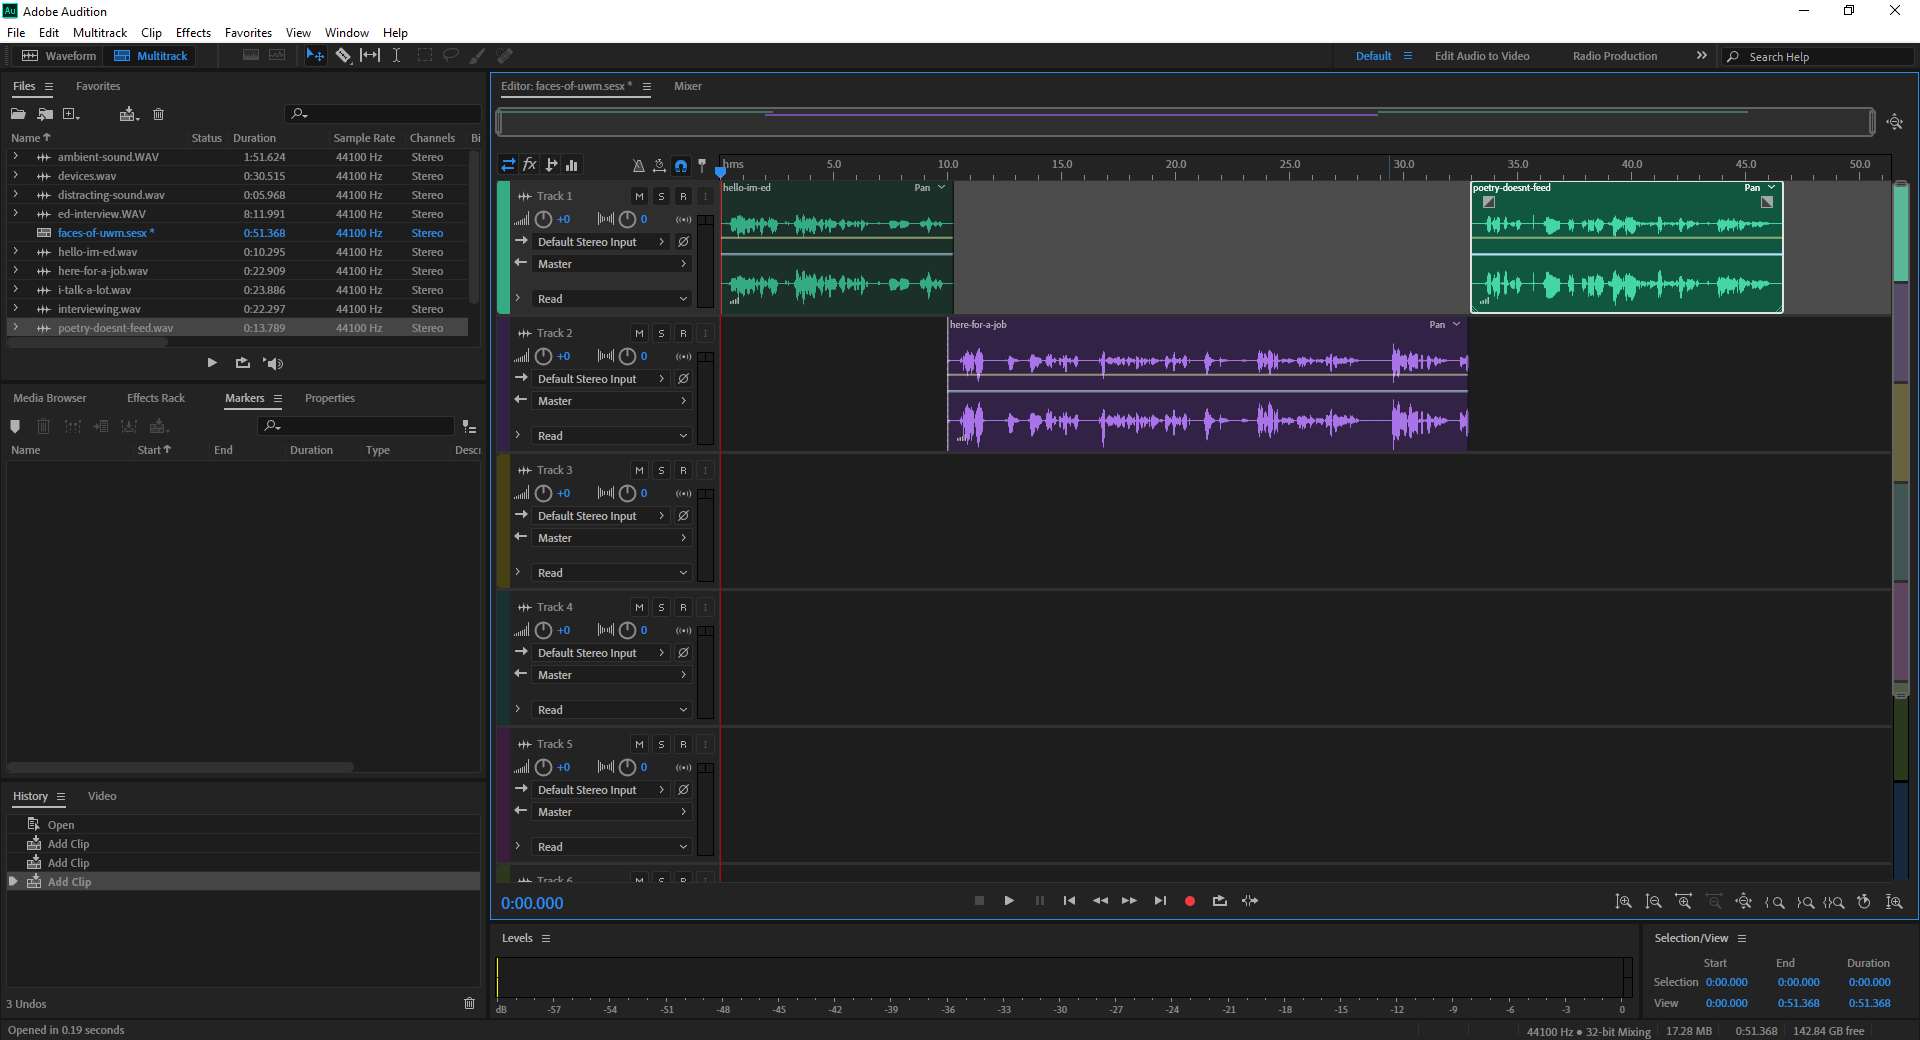 Au Adobe Audition
File Edit Multitrack Clip Effects Favorites View Window Help
Waveform Multitrack Default Edit Audio to Video Radio Production Search Help
Files Favorites
Name Status Duration Sample Rate Channels Bi
ambient-sound.WAV 1:51.624 44100 Hz Stereo
devices.wav 0:30.515 44100 Hz Stereo
distracting-sound.wav 0:05.968 44100 Hz Stereo
ed-interview.WAV 8:11.991 44100 Hz Stereo
faces-of-uwm.sesx * 0:51.368 44100 Hz Stereo
hello-im-ed.wav 0:10.295 44100 Hz Stereo
here-for-a-job.wav 0:22.909 44100 Hz Stereo
i-talk-a-lot.wav 0:23.886 44100 Hz Stereo
interviewing.wav 0:22.297 44100 Hz Stereo
poetry-doesnt-feed.wav 0:13.789 44100 Hz Stereo
Media Browser Effects Rack Markers Properties
Name Start End Duration Type Descr
History Video
Open
Add Clip
Add Clip
Add Clip
3 Undos
Opened in 0.19 seconds
Editor: faces-of-uwm.sesx * Mixer
fx hms 5.0 10.0 15.0 20.0 25.0 30.0 35.0 40.0 45.0 50.0
Track 1 M S R I
+0 0
Default Stereo Input
Master
Read
hello-im-ed Pan
poetry-doesnt-feed Pan
Track 2 M S R I
+0 0
Default Stereo Input
Master
Read
here-for-a-job Pan
Track 3 M S R I
+0 0
Default Stereo Input
Master
Read
Track 4 M S R I
+0 0
Default Stereo Input
Master
Read
Track 5 M S R I
+0 0
Default Stereo Input
Master
Read
Track 6 M S R
0:00.000
Levels
dB -57 -54 -51 -48 -45 -42 -39 -36 -33 -30 -27 -24 -21 -18 -15 -12 -9 -6 -3 0
Selection/View
Start End Duration
Selection 0:00.000 0:00.000 0:00.000
View 0:00.000 0:51.368 0:51.368
44100 Hz ● 32-bit Mixing 17.28 MB 0:51.368 142.84 GB free